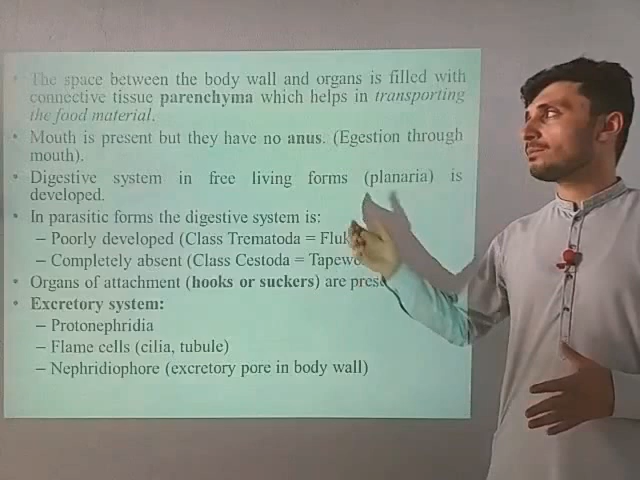 • The space between the body wall and organs is filled with
connective tissue parenchyma which helps in transporting
the food material.
• Mouth is present but they have no anus. (Egestion through
mouth).
• Digestive system in free living forms (planaria) is
developed.
• In parasitic forms the digestive system is:
– Poorly developed (Class Trematoda = Fluk
– Completely absent (Class Cestoda = Tapewo
• Organs of attachment (hooks or suckers) are prese
• Excretory system:
– Protonephridia
– Flame cells (cilia, tubule)
– Nephridiophore (excretory pore in body wall)